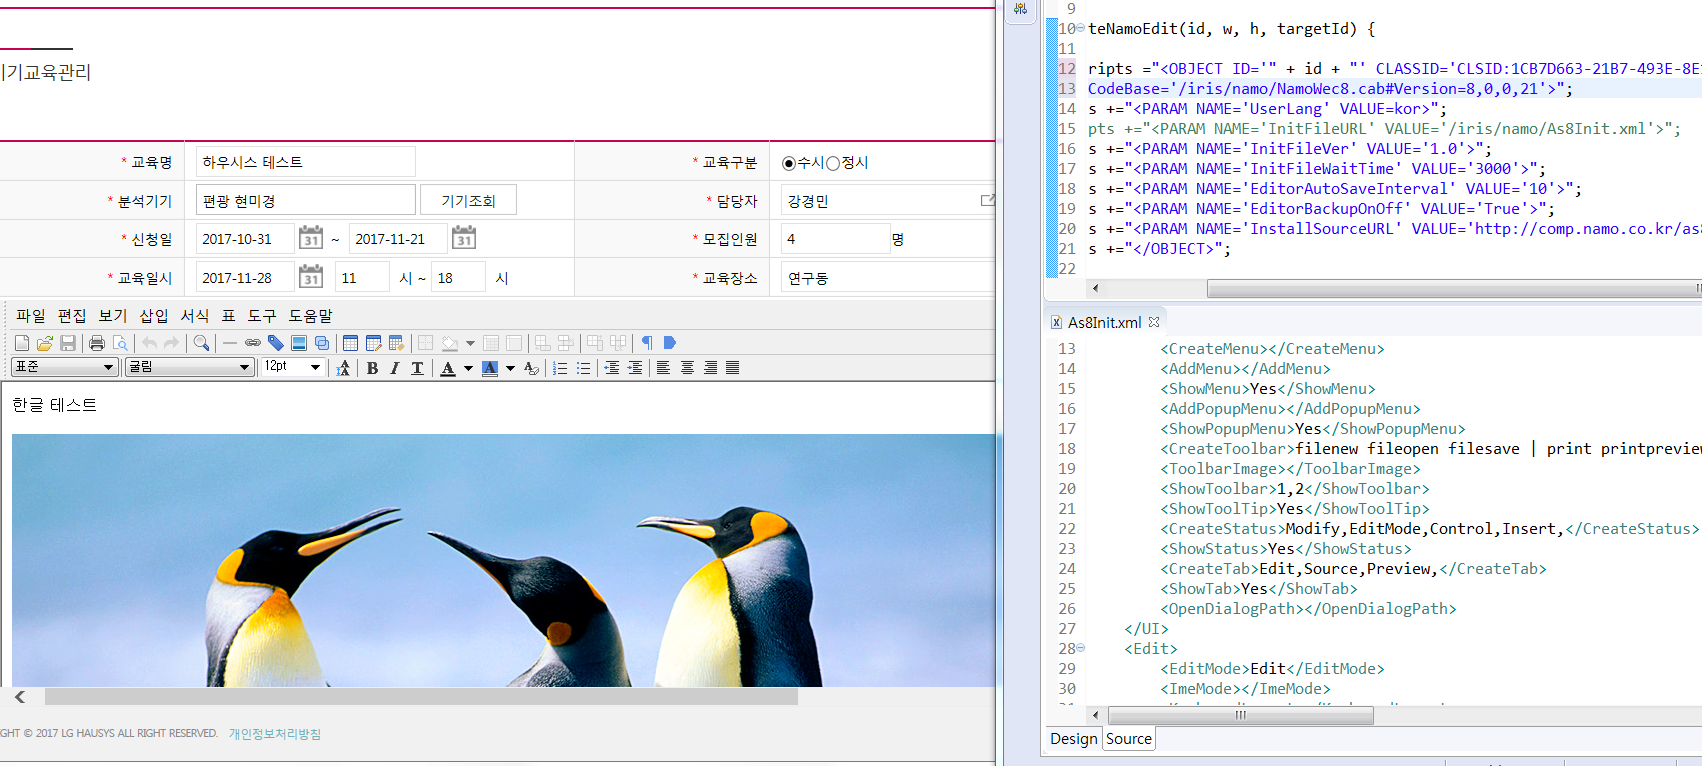 기기교육관리
* 교육명 하우시스 테스트 * 교육구분 수시 정시
* 분석기기 편광 현미경 기기조회 * 담당자 강경민
* 신청일 2017-10-31 31 ~ 2017-11-21 31 * 모집인원 4 명
* 교육일시 2017-11-28 31 11 시 ~ 18 시 * 교육장소 연구동
파일 편집 보기 삽입 서식 표 도구 도움말
표준 굴림 12pt
한글 테스트
GHT © 2017 LG HAUSYS ALL RIGHT RESERVED. 개인정보처리방침
9
10 teNamoEdit(id, w, h, targetId) {
11
12 ripts ="<OBJECT ID='" + id + "' CLASSID='CLSID:1CB7D663-21B7-493E-8E
13 CodeBase='/iris/namo/NamoWec8.cab#Version=8,0,0,21'>";
14 s +="<PARAM NAME='UserLang' VALUE=kor>";
15 pts +="<PARAM NAME='InitFileURL' VALUE='/iris/namo/As8Init.xml'>";
16 s +="<PARAM NAME='InitFileVer' VALUE='1.0'>";
17 s +="<PARAM NAME='InitFileWaitTime' VALUE='3000'>";
18 s +="<PARAM NAME='EditorAutoSaveInterval' VALUE='10'>";
19 s +="<PARAM NAME='EditorBackupOnOff' VALUE='True'>";
20 s +="<PARAM NAME='InstallSourceURL' VALUE='http://comp.namo.co.kr/as8
21 s +="</OBJECT>";
22
As8Init.xml
13 <CreateMenu></CreateMenu>
14 <AddMenu></AddMenu>
15 <ShowMenu>Yes</ShowMenu>
16 <AddPopupMenu></AddPopupMenu>
17 <ShowPopupMenu>Yes</ShowPopupMenu>
18 <CreateToolbar>filenew fileopen filesave | print printpreview
19 <ToolbarImage></ToolbarImage>
20 <ShowToolbar>1,2</ShowToolbar>
21 <ShowToolTip>Yes</ShowToolTip>
22 <CreateStatus>Modify,EditMode,Control,Insert,</CreateStatus>
23 <ShowStatus>Yes</ShowStatus>
24 <CreateTab>Edit,Source,Preview,</CreateTab>
25 <ShowTab>Yes</ShowTab>
26 <OpenDialogPath></OpenDialogPath>
27 </UI>
28 <Edit>
29 <EditMode>Edit</EditMode>
30 <ImeMode></ImeMode>
Design Source